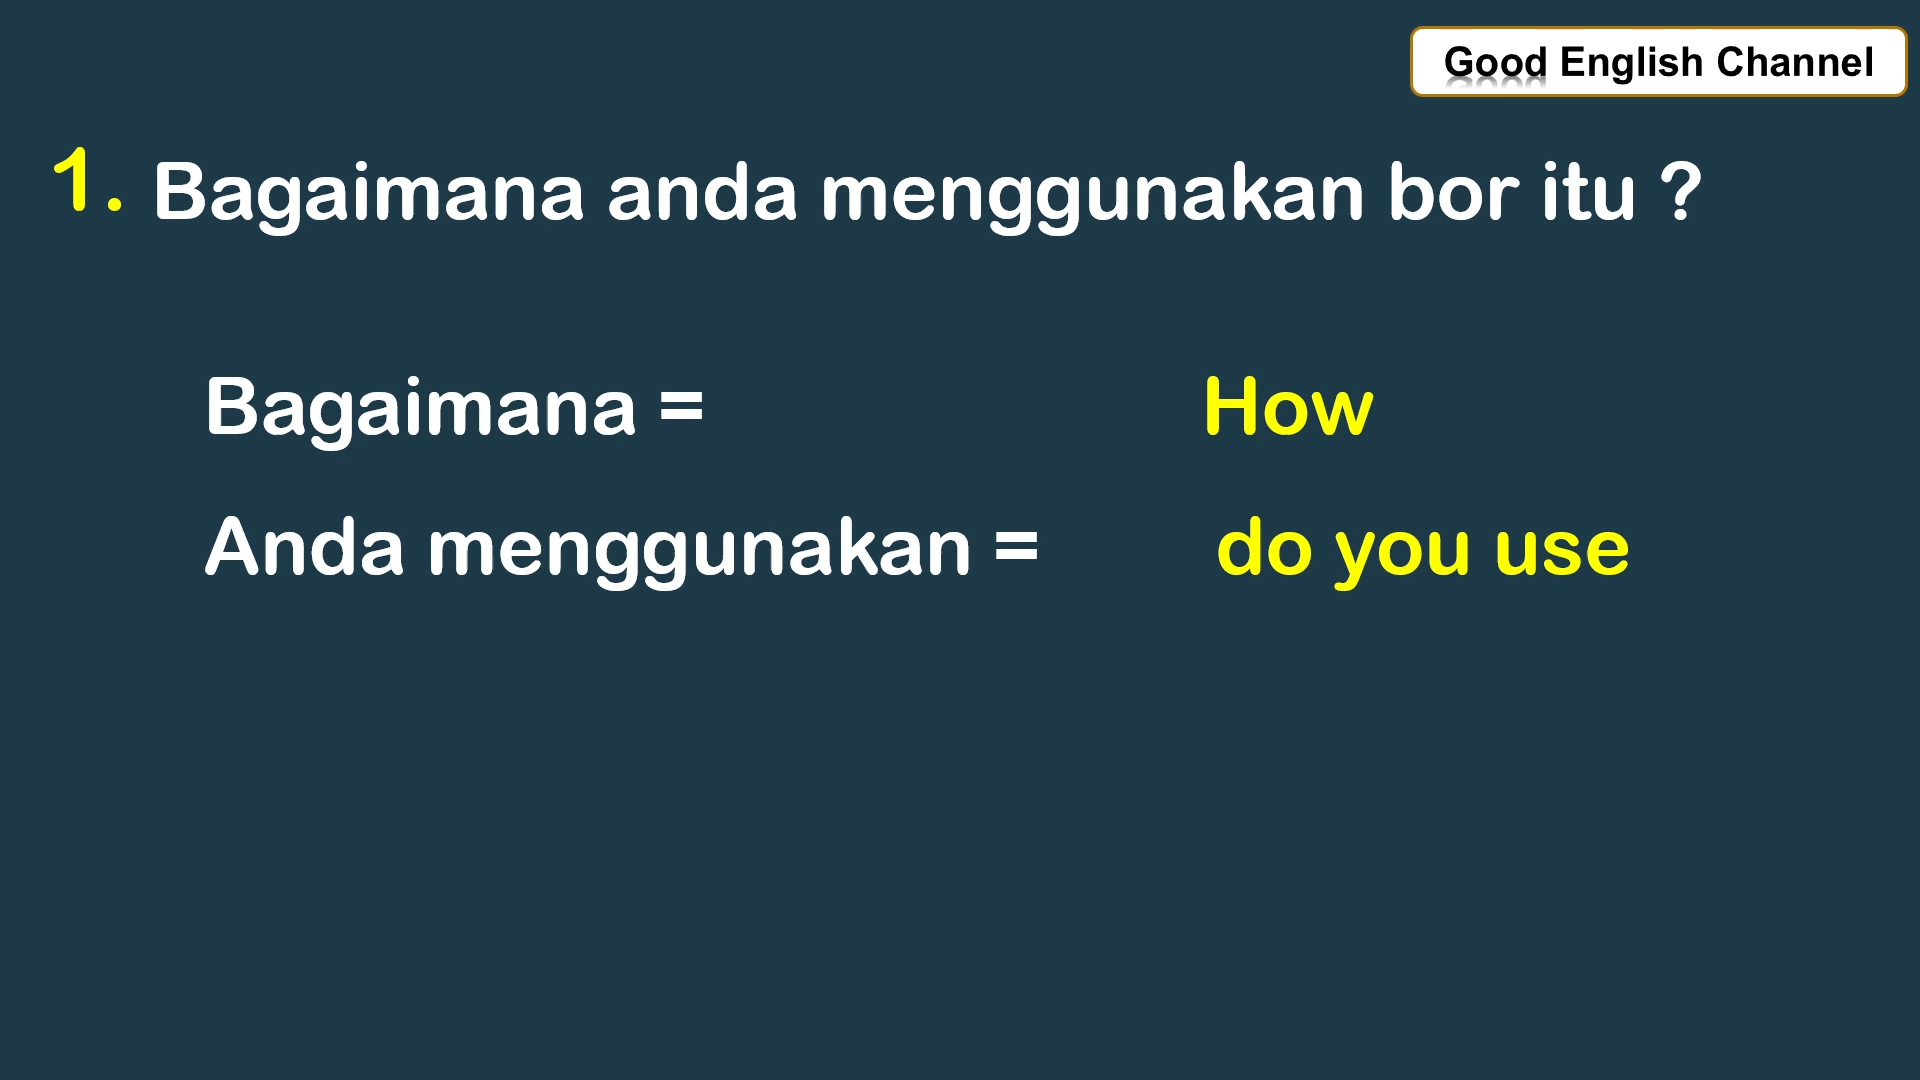 Good English Channel
1. Bagaimana anda menggunakan bor itu ?
Bagaimana = How
Anda menggunakan = do you use